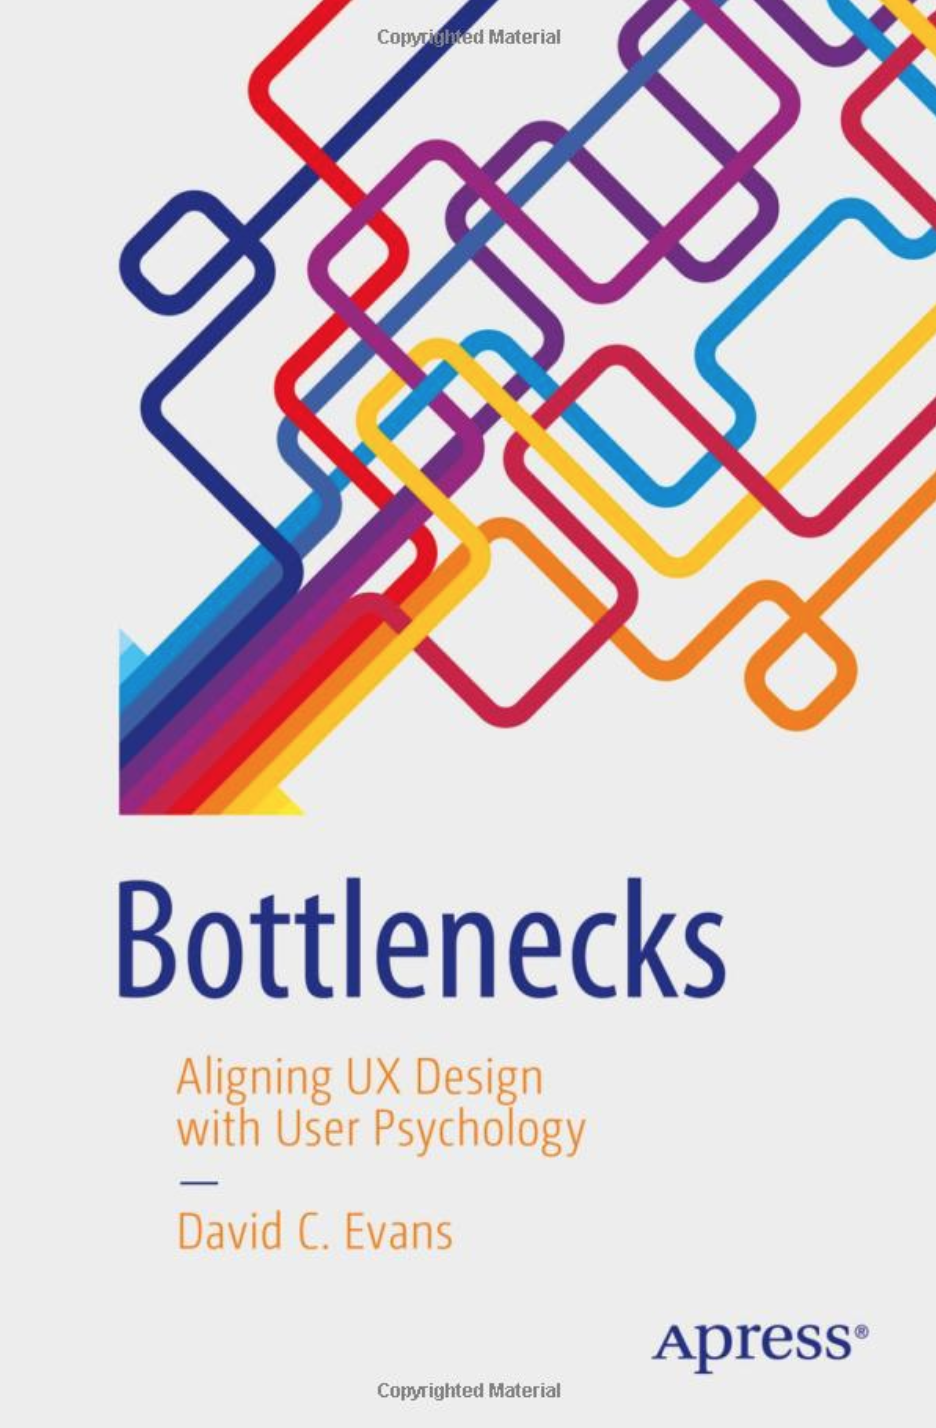 Copyrighted Material
Bottlenecks
Aligning UX Design
with User Psychology
—
David C. Evans
Apress®
Copyrighted Material